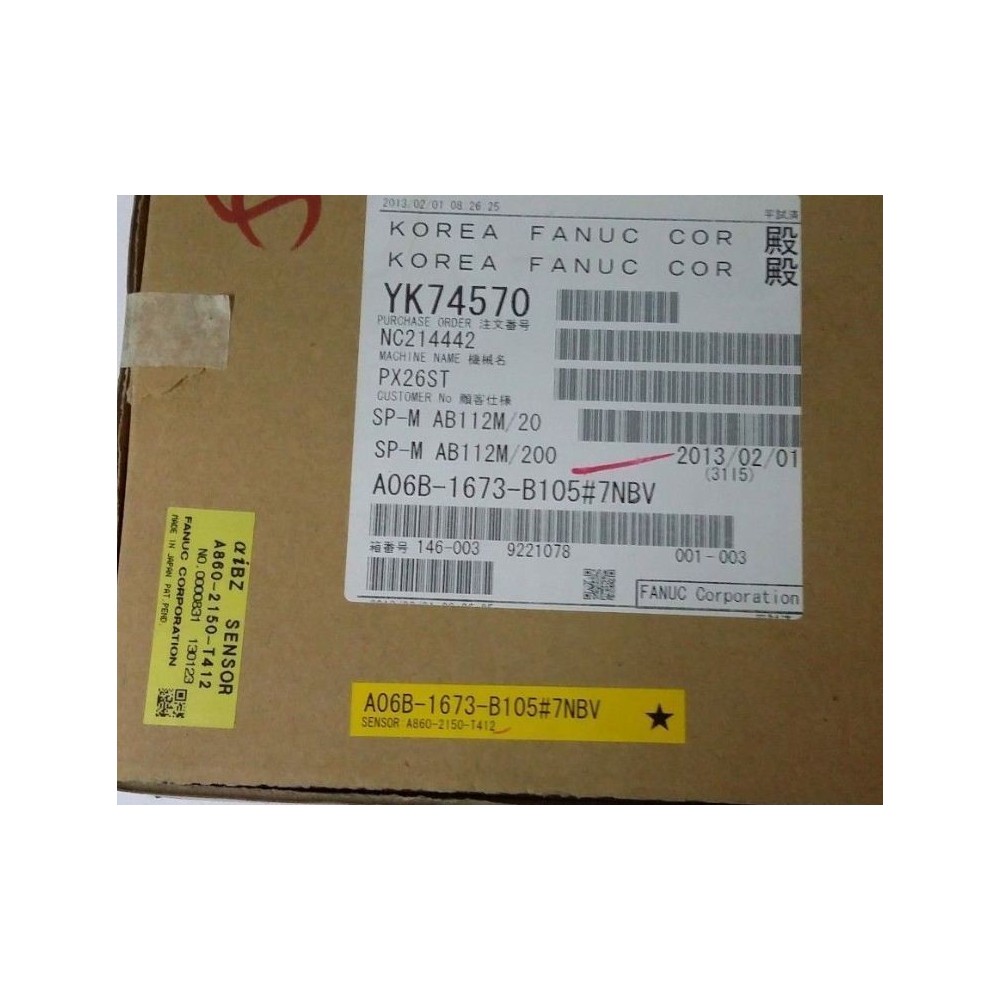 2013.02/01 08:26:25
平試済
KOREA FANUC COR 殿
KOREA FANUC COR 殿
YK74570
PURCHASE ORDER 注文番号
NC214442
MACHINE NAME 機械名
PX26ST
CUSTOMER No 顧客仕様
SP-M AB112M/20
SP-M AB112M/200
2013/02/01
(31I5)
A06B-1673-B105#7NBV
箱番号 146-003 9221078 001-003
FANUC Corporation
αiBZ SENSOR
A860-2150-T412
NO.0000831 130123
FANUC CORPORATION
MADE IN JAPAN PAT.PEND.
A06B-1673-B105#7NBV ★
SENSOR A860-2150-T412